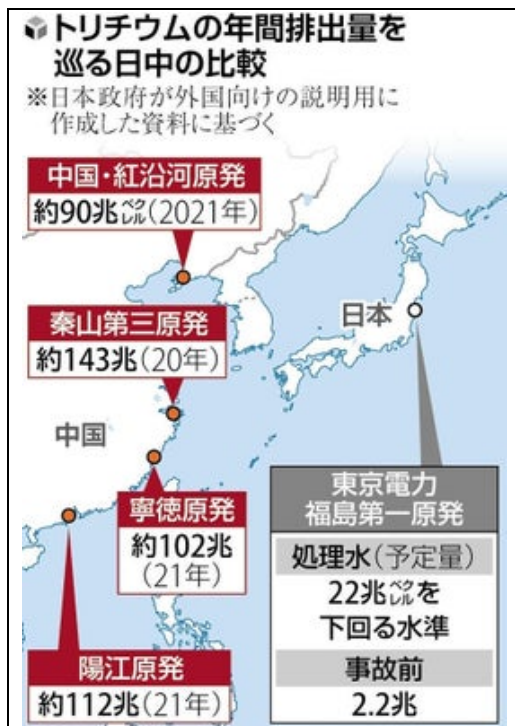 トリチウムの年間排出量を
巡る日中の比較
※日本政府が外国向けの説明用に
作成した資料に基づく
中国・紅沿河原発
約90兆ベクレル(2021年)
秦山第三原発
約143兆(20年)
日本
中国
寧徳原発
約102兆
(21年)
陽江原発
約112兆(21年)
東京電力
福島第一原発
処理水(予定量)
22兆ベクレルを
下回る水準
事故前
2.2兆